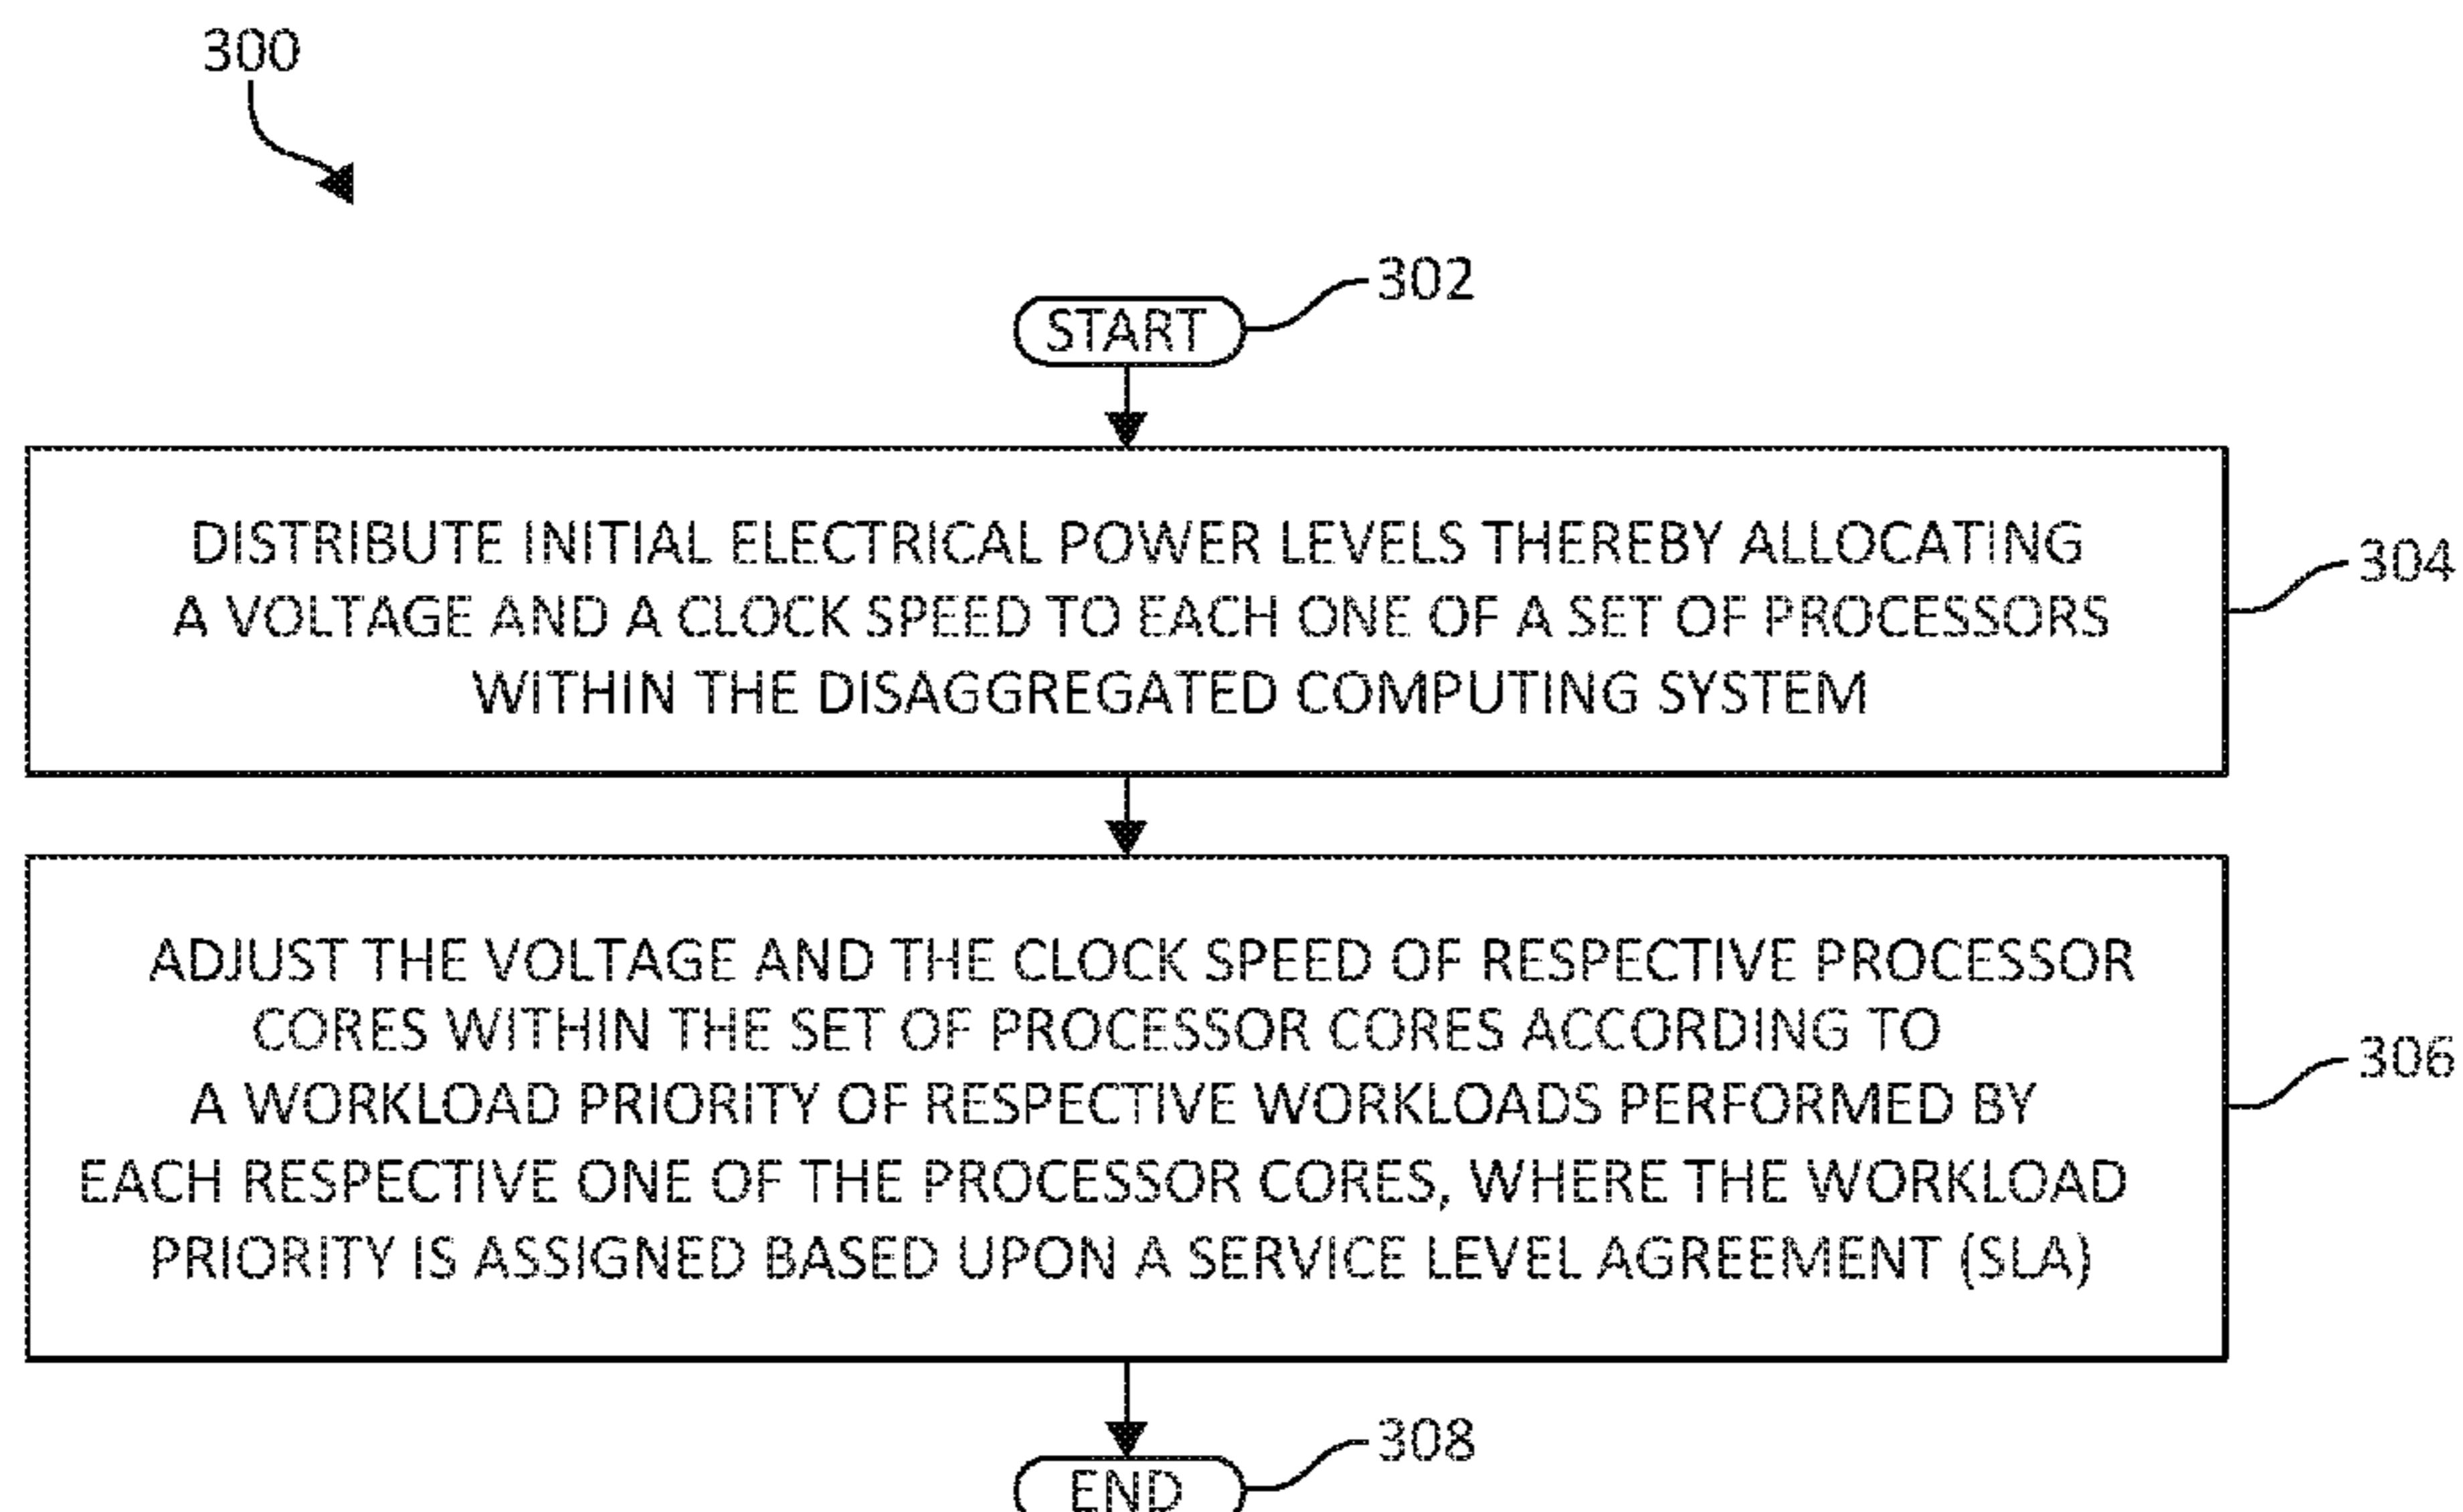 300
302
START
DISTRIBUTE INITIAL ELECTRICAL POWER LEVELS THEREBY ALLOCATING
A VOLTAGE AND A CLOCK SPEED TO EACH ONE OF A SET OF PROCESSORS
WITHIN THE DISAGGREGATED COMPUTING SYSTEM
304
ADJUST THE VOLTAGE AND THE CLOCK SPEED OF RESPECTIVE PROCESSOR
CORES WITHIN THE SET OF PROCESSOR CORES ACCORDING TO
A WORKLOAD PRIORITY OF RESPECTIVE WORKLOADS PERFORMED BY
EACH RESPECTIVE ONE OF THE PROCESSOR CORES, WHERE THE WORKLOAD
PRIORITY IS ASSIGNED BASED UPON A SERVICE LEVEL AGREEMENT (SLA)
306
308
END